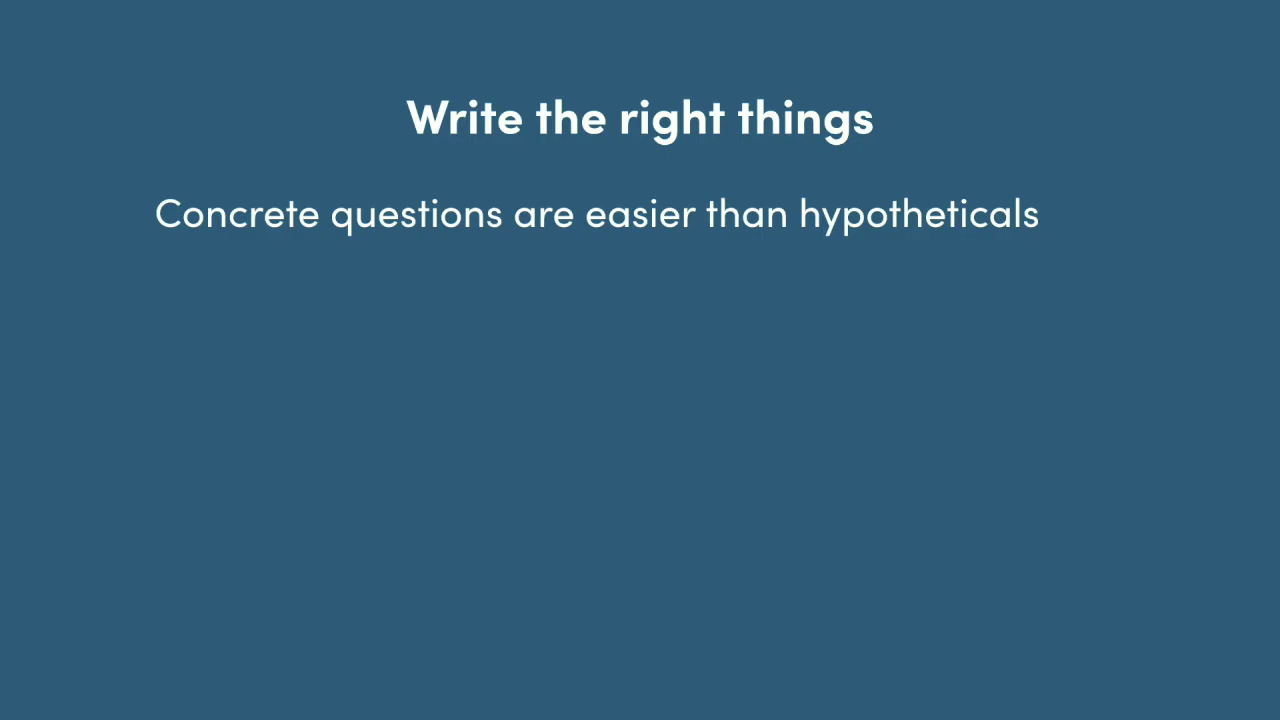 Write the right things
Concrete questions are easier than hypotheticals